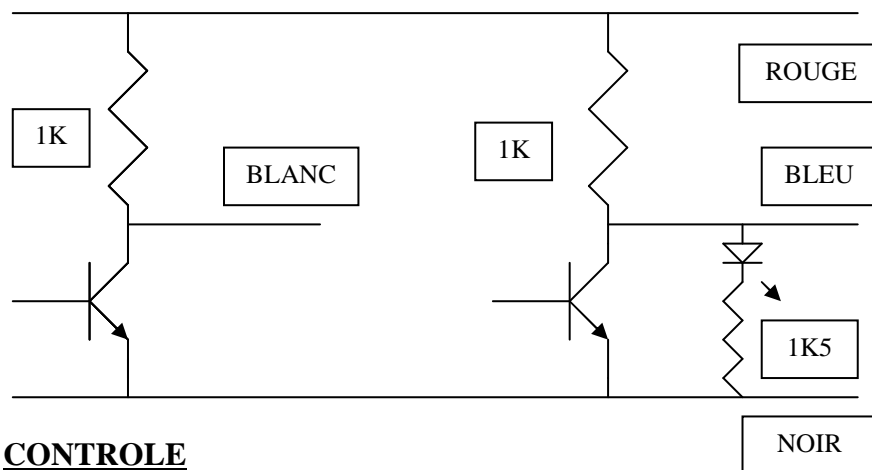 ROUGE
1K
1K
BLANC
BLEU
1K5
CONTROLE
NOIR